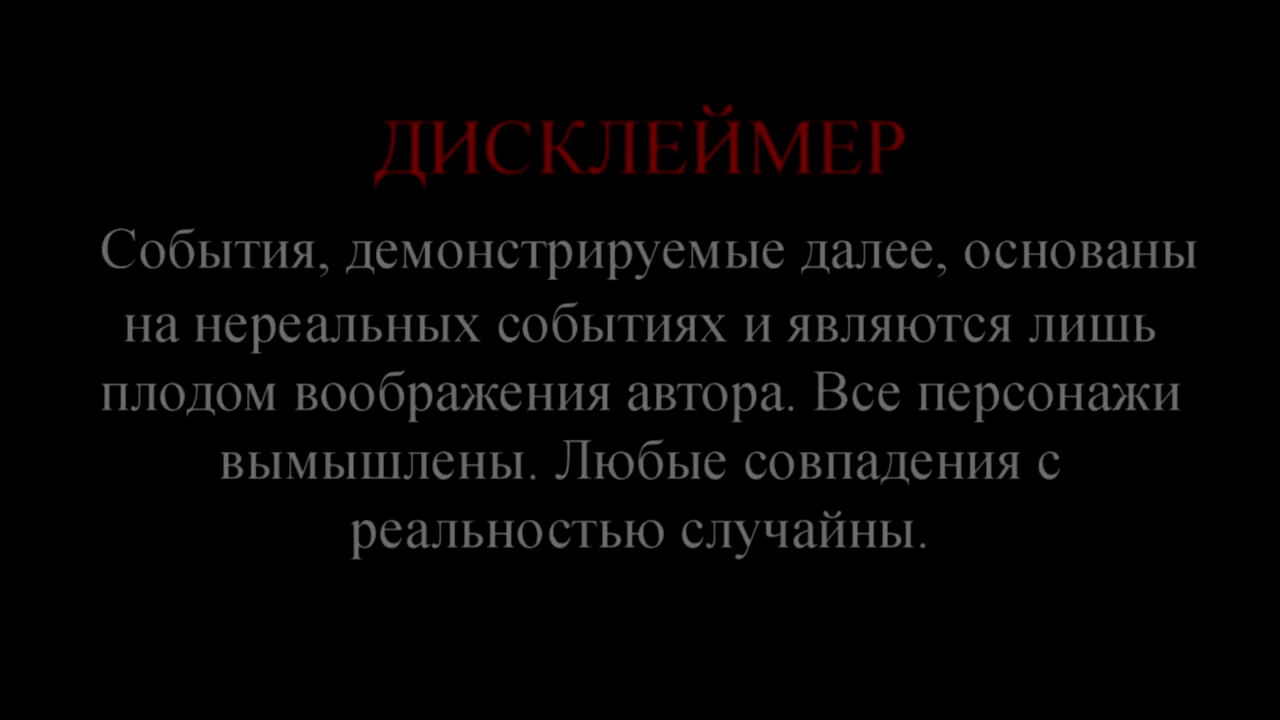 ДИСКЛЕЙМЕР
События, демонстрируемые далее, основаны
на нереальных событиях и являются лишь
плодом воображения автора. Все персонажи
вымышлены. Любые совпадения с
реальностью случайны.